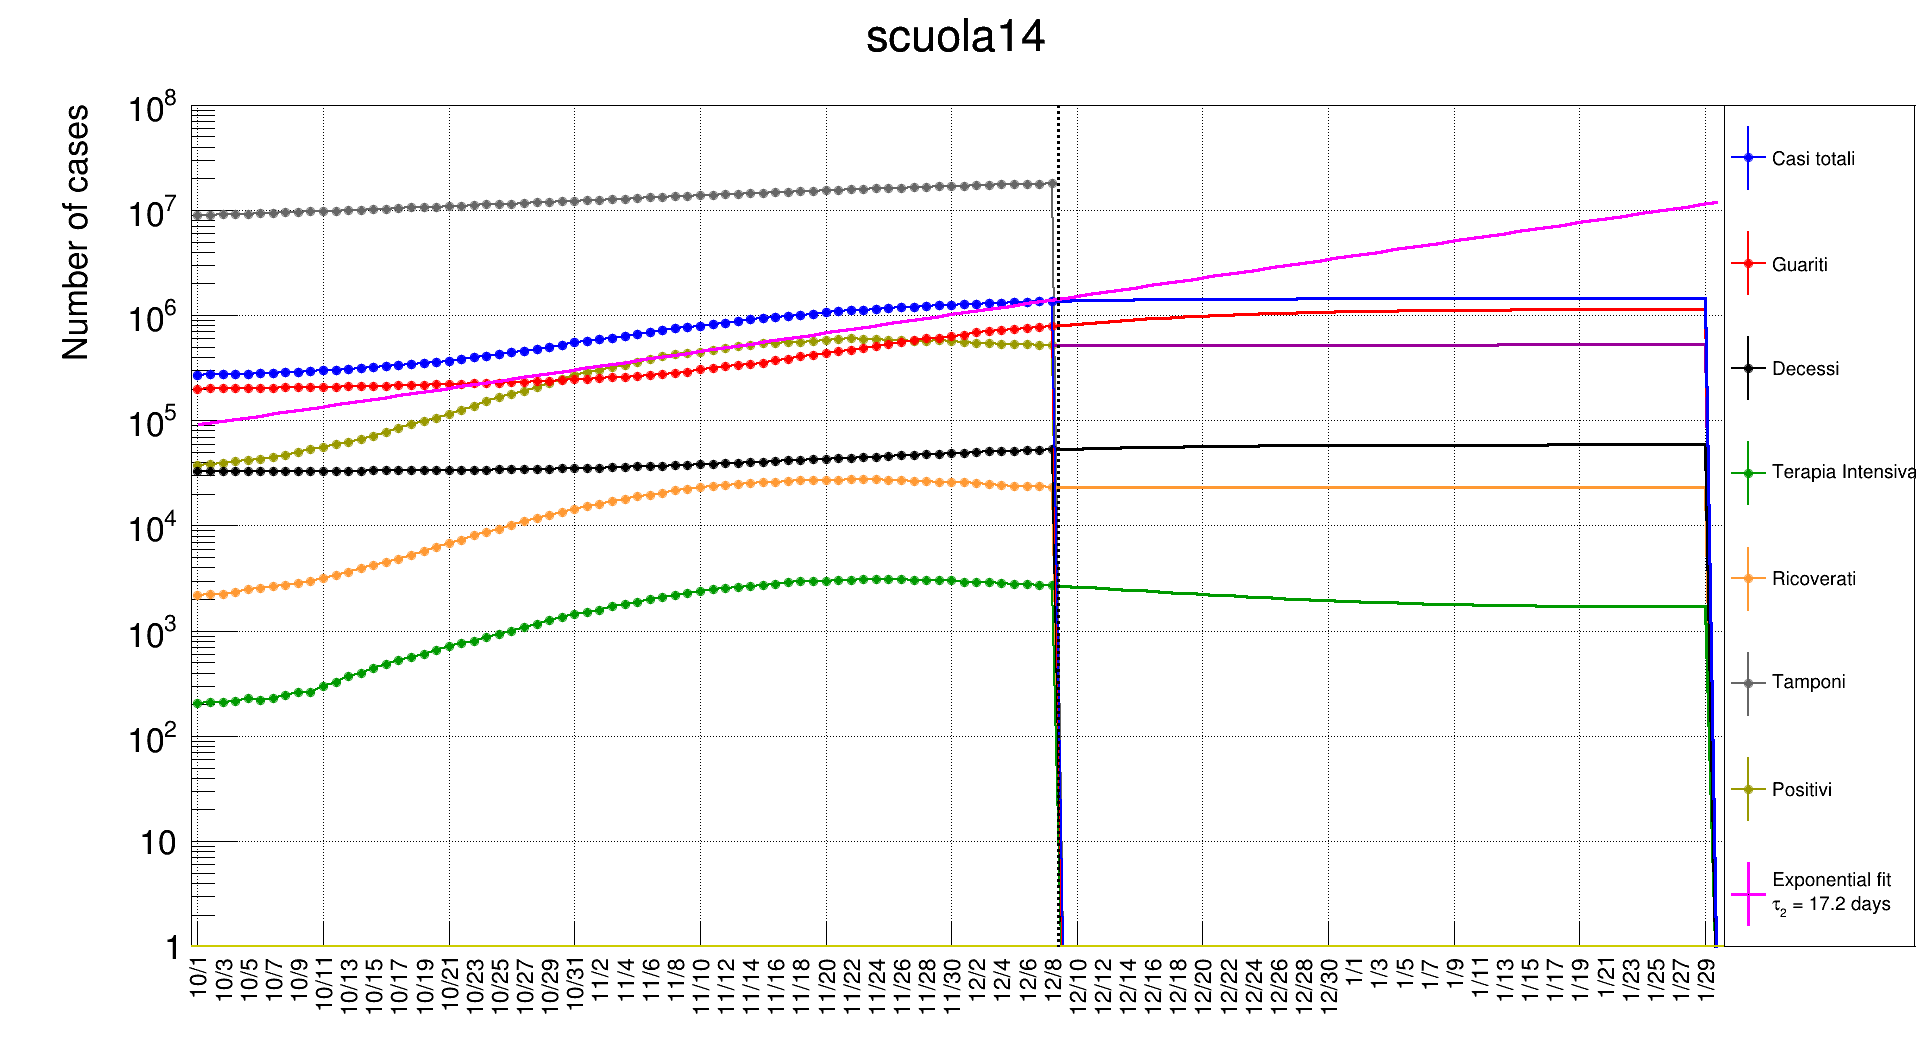 scuola14
Number of cases
10^8
10^7
10^6
10^5
10^4
10^3
10^2
10
1
10/1 10/3 10/5 10/7 10/9 10/11 10/13 10/15 10/17 10/19 10/21 10/23 10/25 10/27 10/29 10/31 11/2 11/4 11/6 11/8 11/10 11/12 11/14 11/16 11/18 11/20 11/22 11/24 11/26 11/28 11/30 12/2 12/4 12/6 12/8 12/10 12/12 12/14 12/16 12/18 12/20 12/22 12/24 12/26 12/28 12/30 1/1 1/3 1/5 1/7 1/9 1/11 1/13 1/15 1/17 1/19 1/21 1/23 1/25 1/27 1/29
Casi totali
Guariti
Decessi
Terapia Intensiva
Ricoverati
Tamponi
Positivi
Exponential fit
τ₂ = 17.2 days